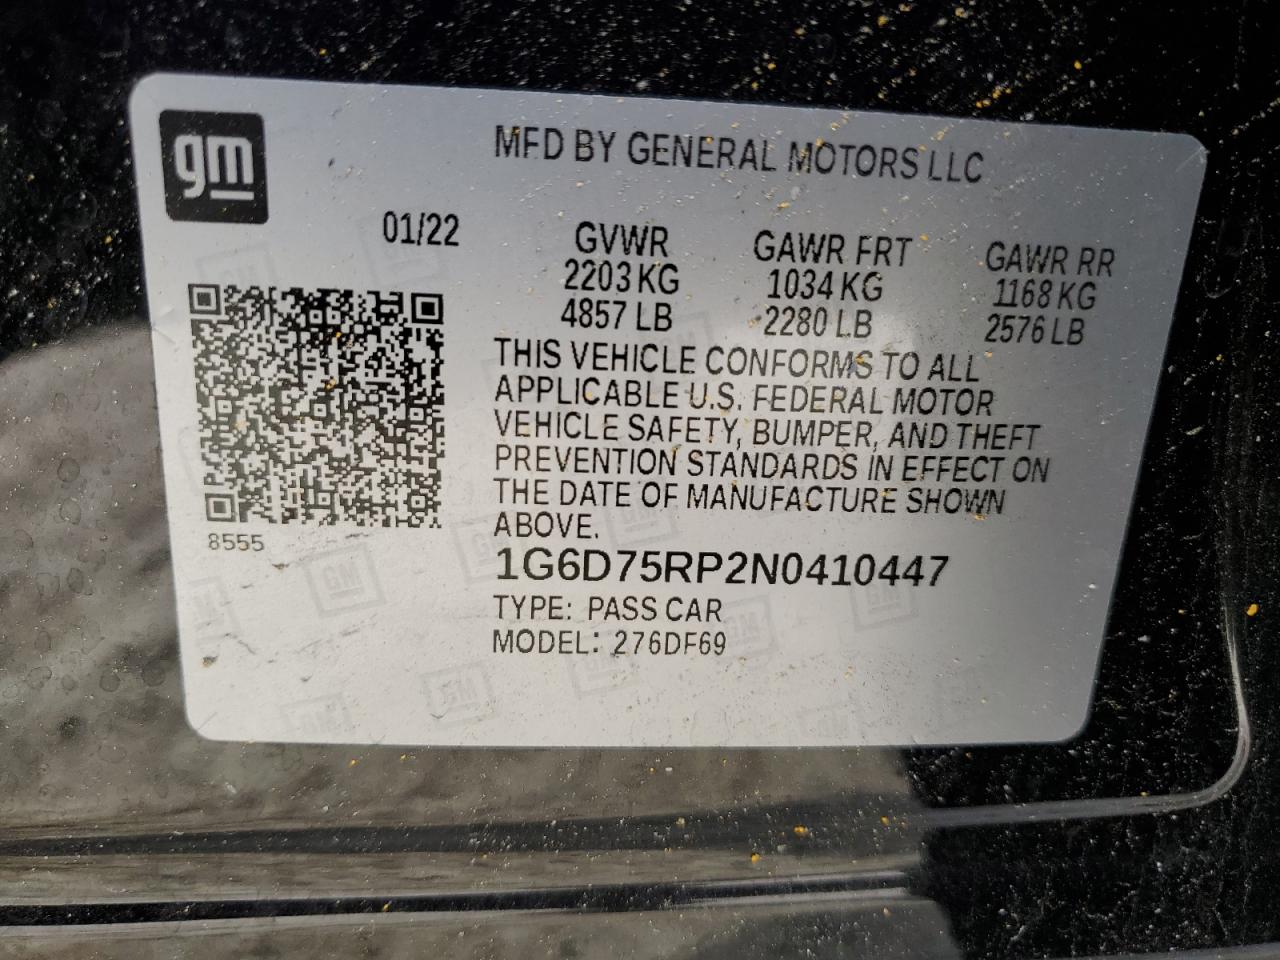 gm
MFD BY GENERAL MOTORS LLC
01/22
GVWR GAWR FRT GAWR RR
2203 KG 1034 KG 1168 KG
4857 LB 2280 LB 2576 LB
THIS VEHICLE CONFORMS TO ALL
APPLICABLE U.S. FEDERAL MOTOR
VEHICLE SAFETY, BUMPER, AND THEFT
PREVENTION STANDARDS IN EFFECT ON
THE DATE OF MANUFACTURE SHOWN
ABOVE.
8555
1G6D75RP2N0410447
TYPE: PASS CAR
MODEL: 276DF69
GM
GM